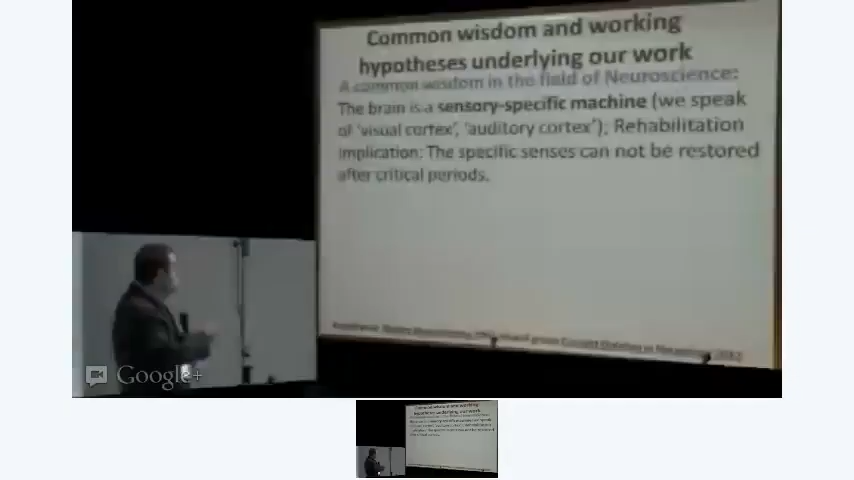 Common wisdom and working
hypotheses underlying our work
A common wisdom in the field of Neuroscience:
The brain is a sensory-specific machine (we speak
of 'visual cortex', 'auditory cortex'); Rehabilitation
implication: The specific senses can not be restored
after critical periods.
Google+